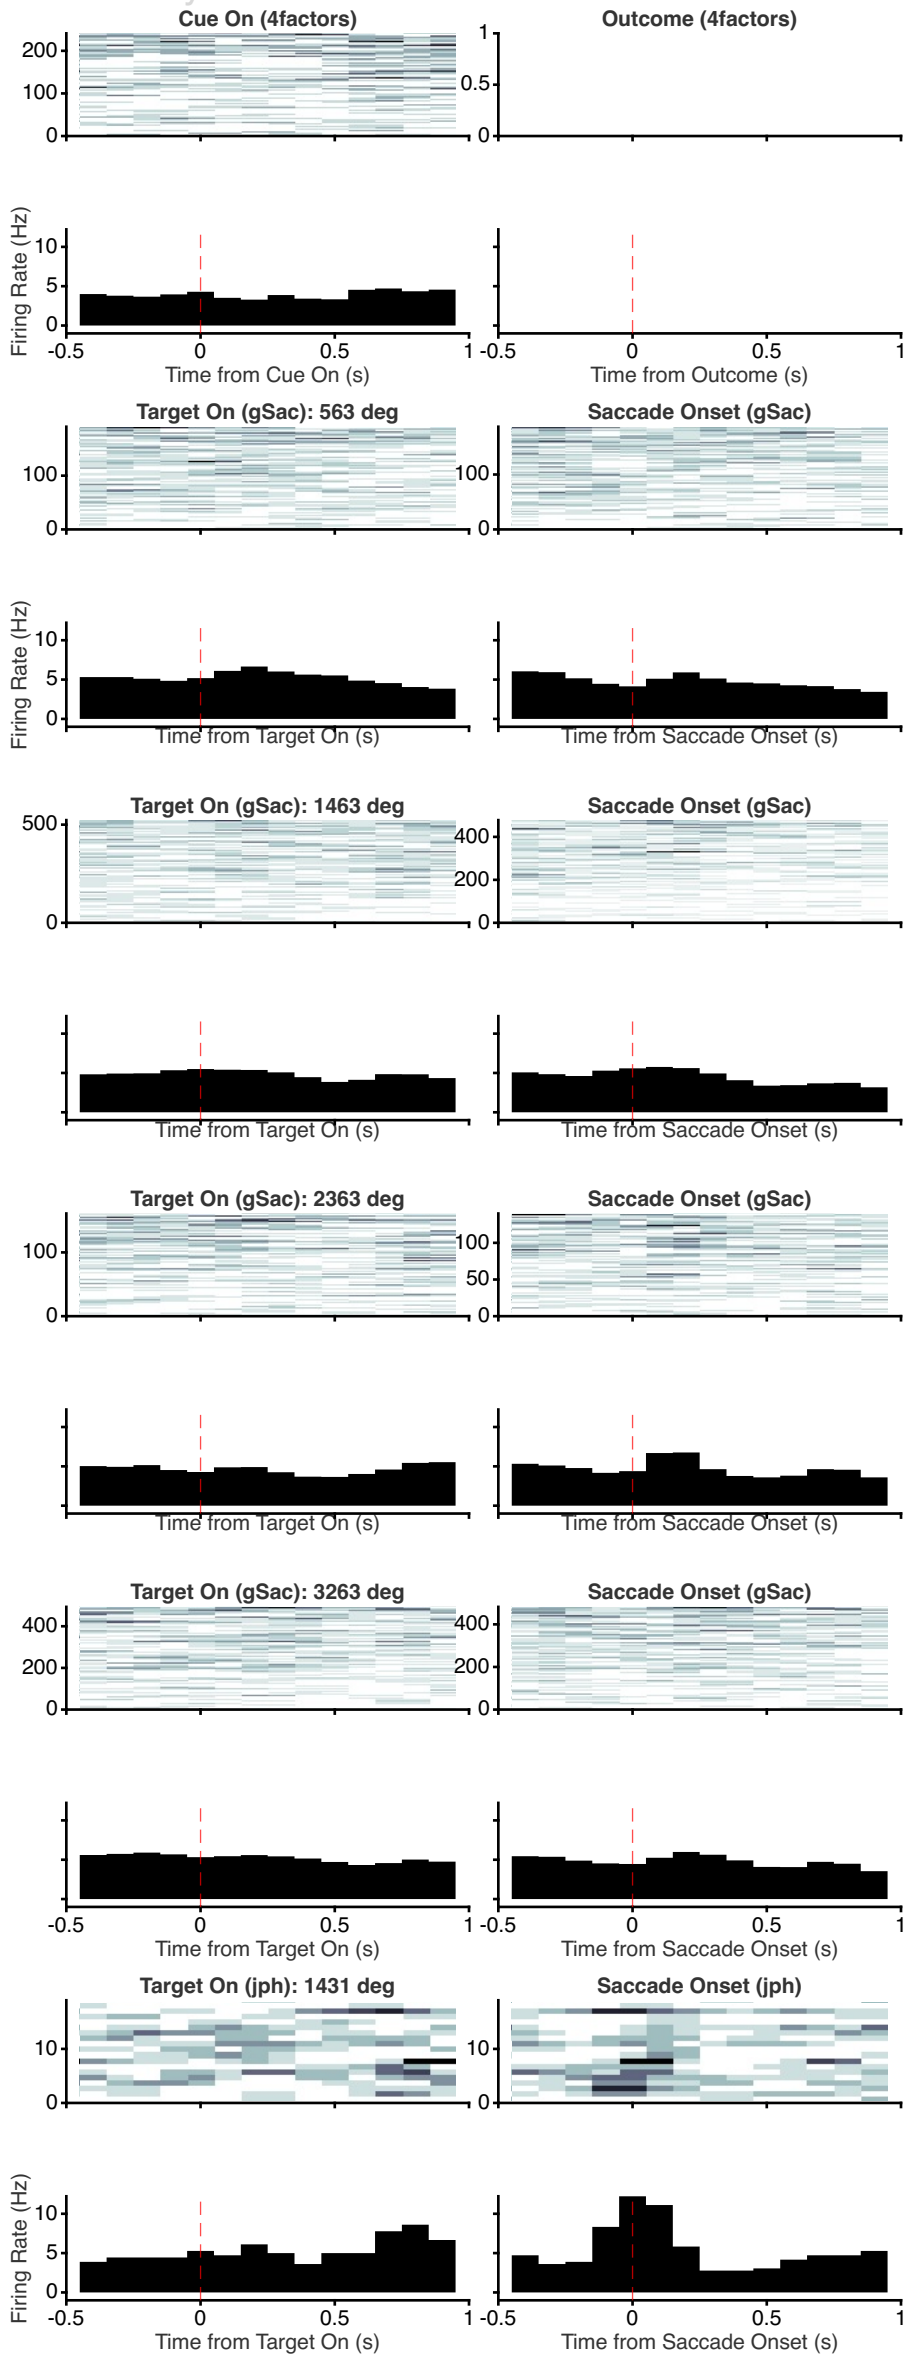 Cue On (4factors)
Outcome (4factors)
200
100
0
1
0.5
0
0
0.5
1
0
0.5
1
Firing Rate (Hz)
10
5
0
-0.5
0
0.5
1
-0.5
0
0.5
1
Time from Cue On (s)
Time from Outcome (s)
Target On (gSac): 563 deg
Saccade Onset (gSac)
100
0
100
0
Firing Rate (Hz)
10
5
0
Time from Target On (s)
Time from Saccade Onset (s)
Target On (gSac): 1463 deg
Saccade Onset (gSac)
500
0
400
200
0
Time from Target On (s)
Time from Saccade Onset (s)
Target On (gSac): 2363 deg
Saccade Onset (gSac)
100
0
100
50
0
Time from Target On (s)
Time from Saccade Onset (s)
Target On (gSac): 3263 deg
Saccade Onset (gSac)
400
200
0
400
200
0
-0.5
0
0.5
1
-0.5
0
0.5
1
Time from Target On (s)
Time from Saccade Onset (s)
Target On (jph): 1431 deg
Saccade Onset (jph)
10
0
10
0
Firing Rate (Hz)
10
5
0
-0.5
0
0.5
1
-0.5
0
0.5
1
Time from Target On (s)
Time from Saccade Onset (s)